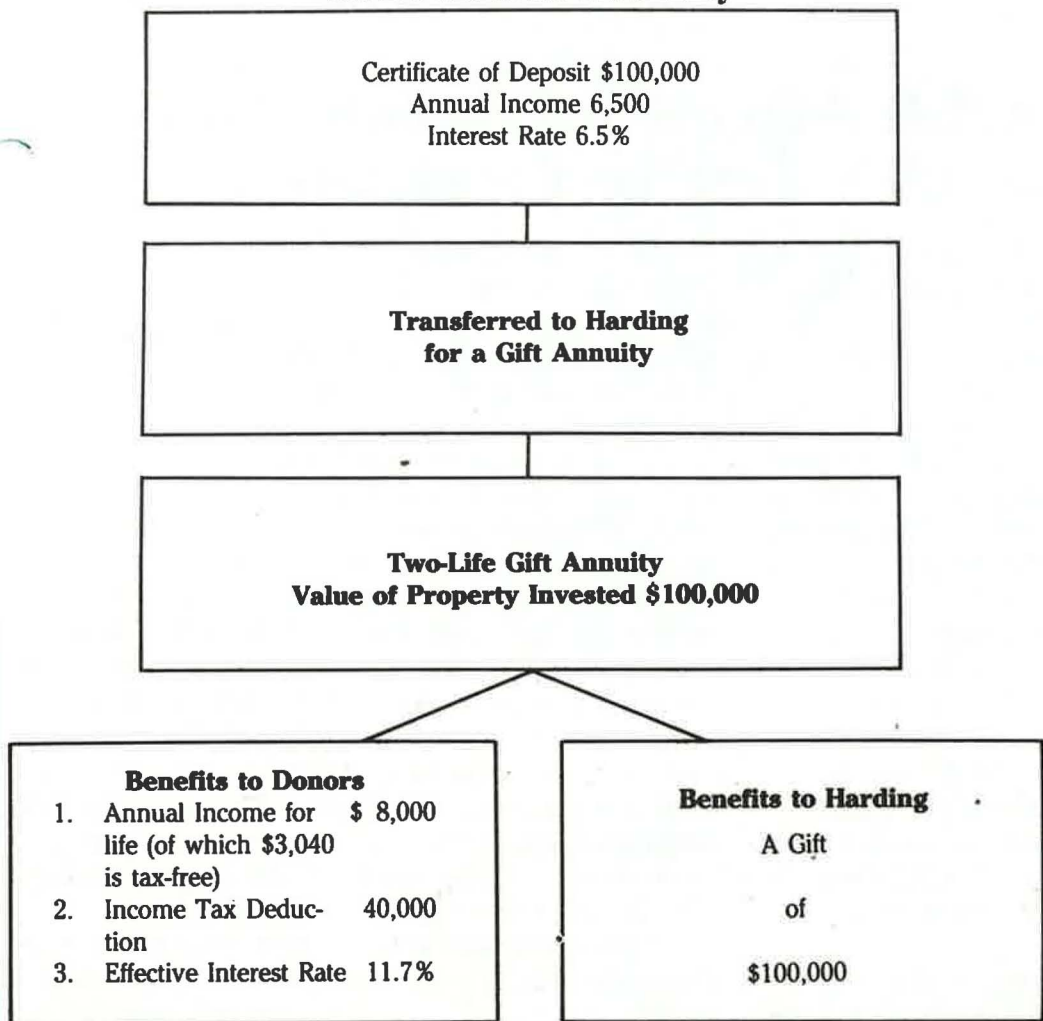 Certificate of Deposit $100,000
Annual Income 6,500
Interest Rate 6.5%
Transferred to Harding
for a Gift Annuity
Two-Life Gift Annuity
Value of Property Invested $100,000
Benefits to Donors
1. Annual Income for $ 8,000
life (of which $3,040
is tax-free)
2. Income Tax Deduc- 40,000
tion
3. Effective Interest Rate 11.7%
Benefits to Harding
A Gift
of
$100,000